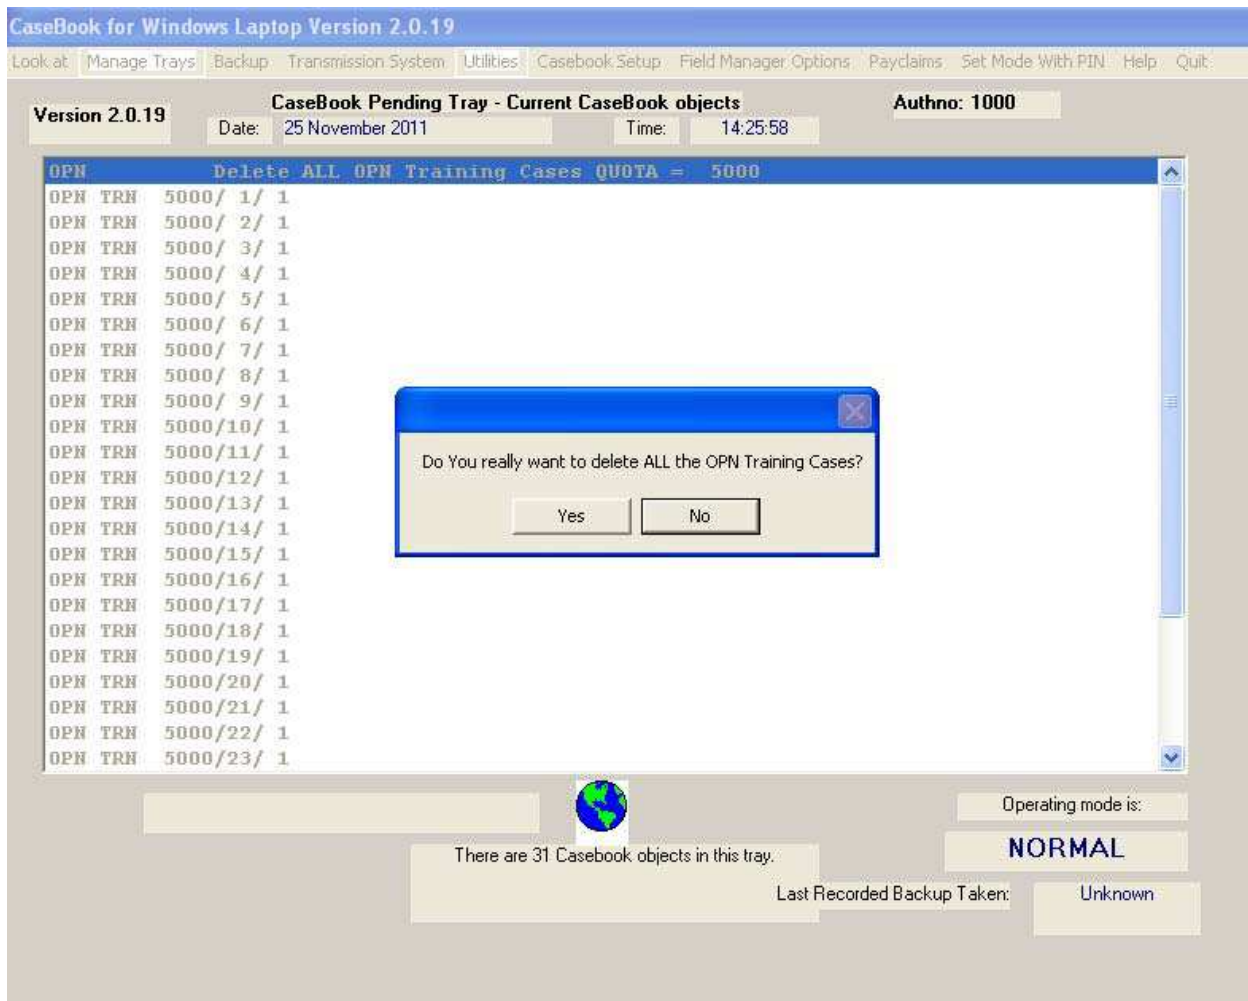 CaseBook for Windows Laptop Version 2.0.19
Look at Manage Trays Backup Transmission System Utilities Casebook Setup Field Manager Options Payclaims Set Mode With PIN Help Quit
Version 2.0.19
CaseBook Pending Tray - Current CaseBook objects
Authno: 1000
Date: 25 November 2011 Time: 14:25:58
OPN Delete ALL OPN Training Cases QUOTA = 5000
OPN TRN 5000/ 1/ 1
OPN TRN 5000/ 2/ 1
OPN TRN 5000/ 3/ 1
OPN TRN 5000/ 4/ 1
OPN TRN 5000/ 5/ 1
OPN TRN 5000/ 6/ 1
OPN TRN 5000/ 7/ 1
OPN TRN 5000/ 8/ 1
OPN TRN 5000/ 9/ 1
OPN TRN 5000/10/ 1
OPN TRN 5000/11/ 1
OPN TRN 5000/12/ 1
OPN TRN 5000/13/ 1
OPN TRN 5000/14/ 1
OPN TRN 5000/15/ 1
OPN TRN 5000/16/ 1
OPN TRN 5000/17/ 1
OPN TRN 5000/18/ 1
OPN TRN 5000/19/ 1
OPN TRN 5000/20/ 1
OPN TRN 5000/21/ 1
OPN TRN 5000/22/ 1
OPN TRN 5000/23/ 1
Do You really want to delete ALL the OPN Training Cases?
Yes No
Operating mode is:
NORMAL
There are 31 Casebook objects in this tray.
Last Recorded Backup Taken: Unknown